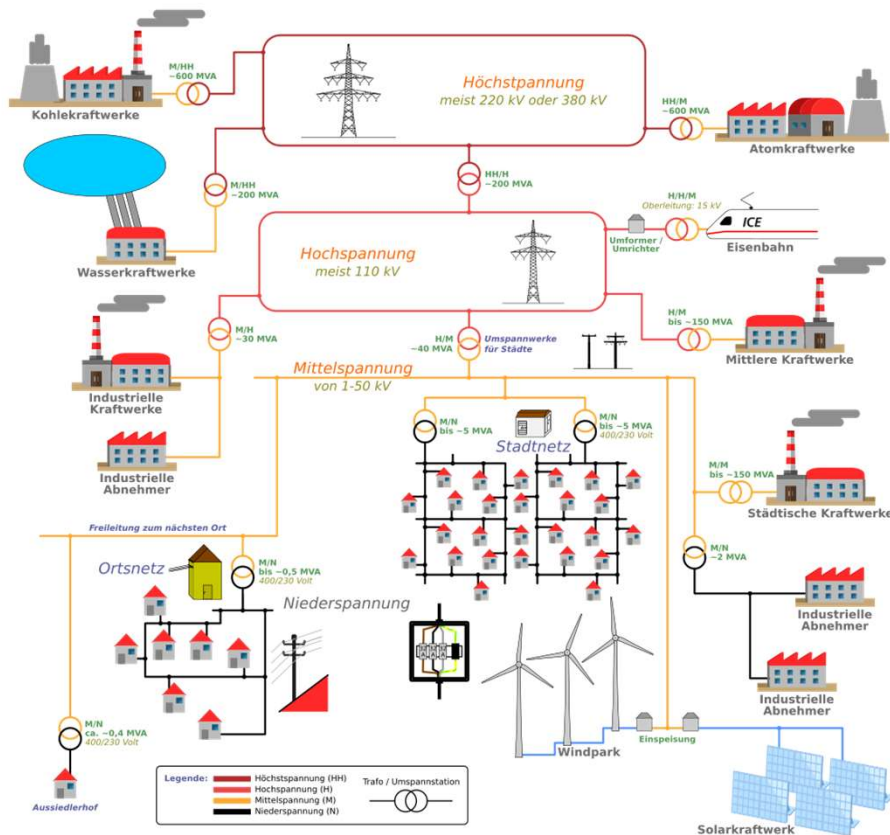 M/HH
~600 MVA
Kohlekraftwerke
Höchstpannung
meist 220 kV oder 380 kV
HH/M
~600 MVA
Atomkraftwerke
M/HH
~200 MVA
Wasserkraftwerke
HH/H
~200 MVA
H/H/M
Oberleitung: 15 kV
ICE
Eisenbahn
Umformer /
Umrichter
Hochspannung
meist 110 kV
M/H
~30 MVA
Industrielle
Kraftwerke
H/M
~40 MVA
Umspannwerke
für Städte
H/M
bis ~150 MVA
Mittlere Kraftwerke
Mittelspannung
von 1-50 kV
Industrielle
Abnehmer
M/N
bis ~5 MVA
Stadtnetz
M/N
bis ~5 MVA
400/230 Volt
M/M
bis ~150 MVA
Städtische Kraftwerke
Freileitung zum nächsten Ort
Ortsnetz
M/N
bis ~0,5 MVA
400/230 Volt
Niederspannung
M/N
~2 MVA
Industrielle
Abnehmer
Industrielle
Abnehmer
M/N
ca. ~0,4 MVA
400/230 Volt
Aussiedlerhof
Windpark
Einspeisung
Solarkraftwerk
Legende:
Höchstspannung (HH)
Hochspannung (H)
Mittelspannung (M)
Niederspannung (N)
Trafo / Umspannstation